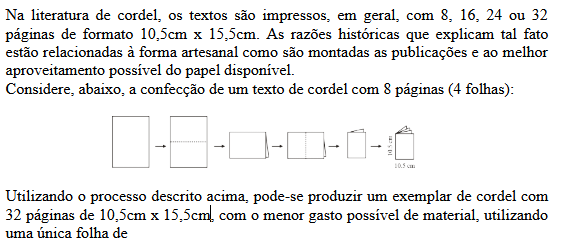 Na literatura de cordel, os textos são impressos, em geral, com 8, 16, 24 ou 32
páginas de formato 10,5cm x 15,5cm. As razões históricas que explicam tal fato
estão relacionadas à forma artesanal como são montadas as publicações e ao melhor
aproveitamento possível do papel disponível.
Considere, abaixo, a confecção de um texto de cordel com 8 páginas (4 folhas):
10,5 cm
Utilizando o processo descrito acima, pode-se produzir um exemplar de cordel com
32 páginas de 10,5cm x 15,5cm, com o menor gasto possível de material, utilizando
uma única folha de